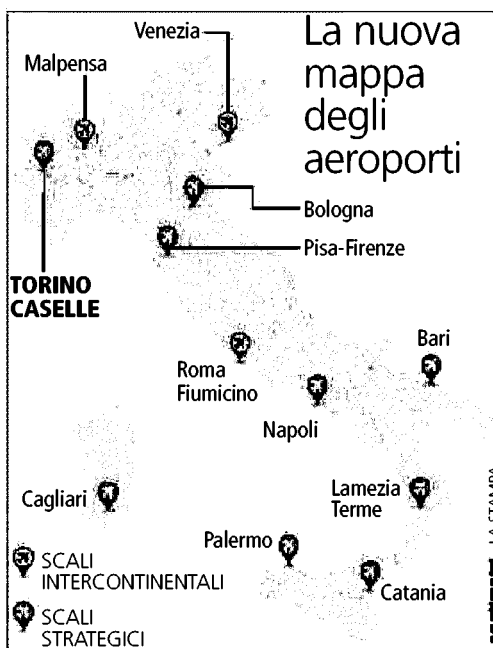 La nuova
mappa
degli
aeroporti
Venezia
Malpensa
Bologna
Pisa-Firenze
TORINO
CASELLE
Roma
Fiumicino
Bari
Napoli
Cagliari
Lamezia
Terme
Palermo
Catania
SCALI
INTERCONTINENTALI
SCALI
STRATEGICI
LA STAMPA